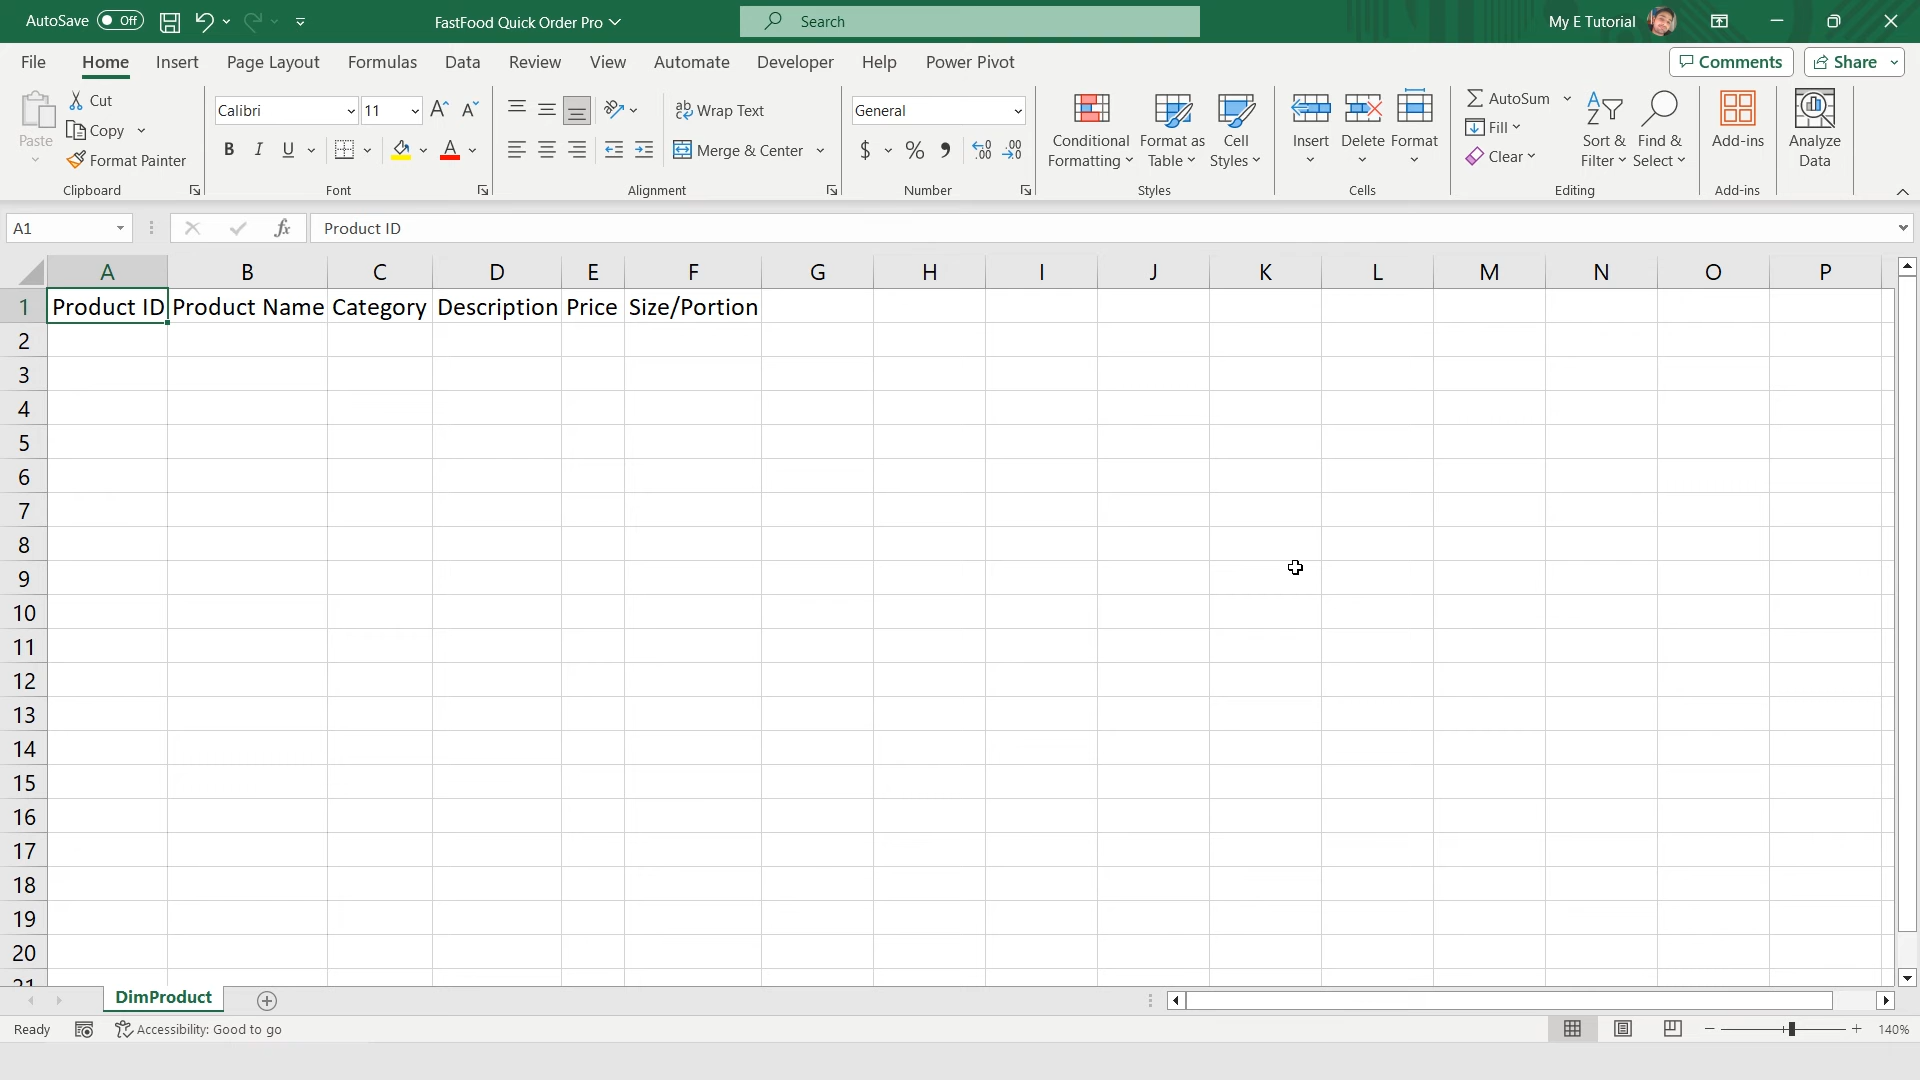 AutoSave Off FastFood Quick Order Pro Search My E Tutorial
File Home Insert Page Layout Formulas Data Review View Automate Developer Help Power Pivot Comments Share
Paste Cut Copy Format Painter
Clipboard
Calibri 11
B I U A
Font
Wrap Text
Merge & Center
Alignment
General
$ % 9 .00 .00
Number
Conditional Formatting
Format as Table
Cell Styles
Styles
Insert Delete Format
Cells
AutoSum
Fill
Clear
Sort & Filter
Find & Select
Editing
Add-ins
Add-ins
Analyze Data
A1 fx Product ID
A B C D E F G H I J K L M N O P
1 Product ID Product Name Category Description Price Size/Portion
2
3
4
5
6
7
8
9
10
11
12
13
14
15
16
17
18
19
20
21
DimProduct
Ready Accessibility: Good to go 140%